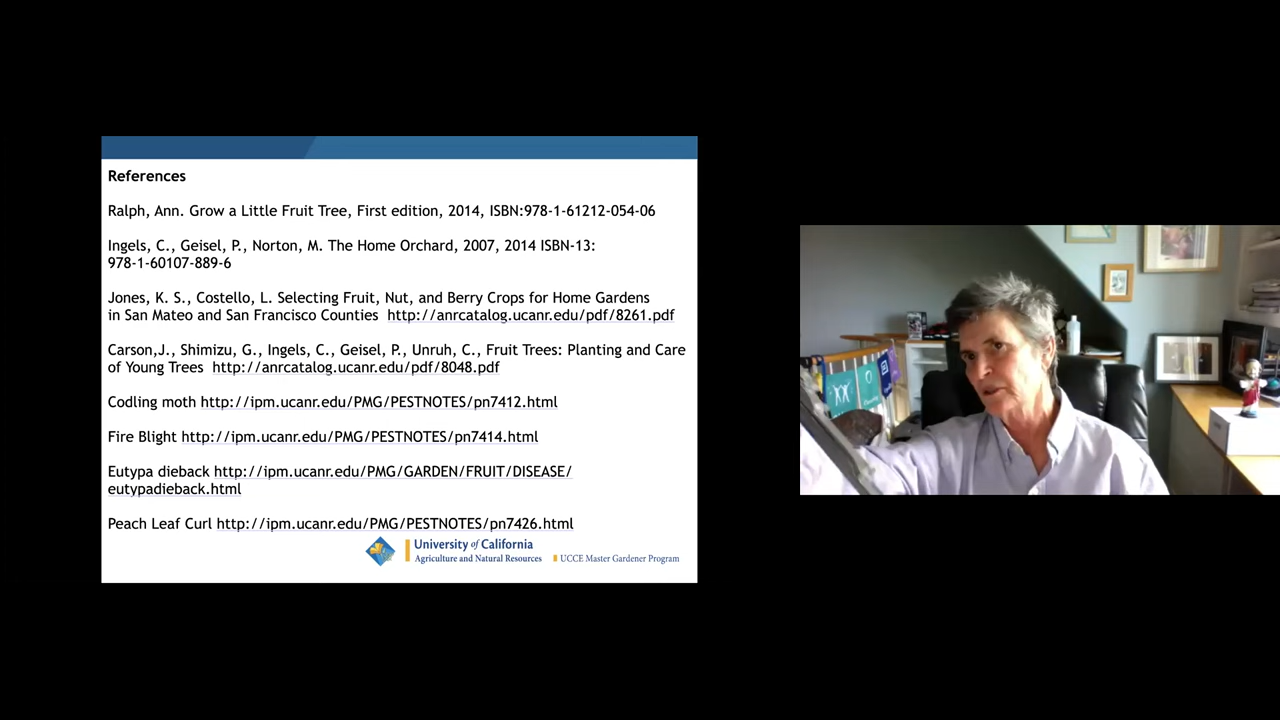 References
Ralph, Ann. Grow a Little Fruit Tree, First edition, 2014, ISBN:978-1-61212-054-06
Ingels, C., Geisel, P., Norton, M. The Home Orchard, 2007, 2014 ISBN-13:
978-1-60107-889-6
Jones, K. S., Costello, L. Selecting Fruit, Nut, and Berry Crops for Home Gardens
in San Mateo and San Francisco Counties http://anrcatalog.ucanr.edu/pdf/8261.pdf
Carson,J., Shimizu, G., Ingels, C., Geisel, P., Unruh, C., Fruit Trees: Planting and Care
of Young Trees http://anrcatalog.ucanr.edu/pdf/8048.pdf
Codling moth http://ipm.ucanr.edu/PMG/PESTNOTES/pn7412.html
Fire Blight http://ipm.ucanr.edu/PMG/PESTNOTES/pn7414.html
Eutypa dieback http://ipm.ucanr.edu/PMG/GARDEN/FRUIT/DISEASE/
eutypadieback.html
Peach Leaf Curl http://ipm.ucanr.edu/PMG/PESTNOTES/pn7426.html
University of California
Agriculture and Natural Resources
UCCE Master Gardener Program